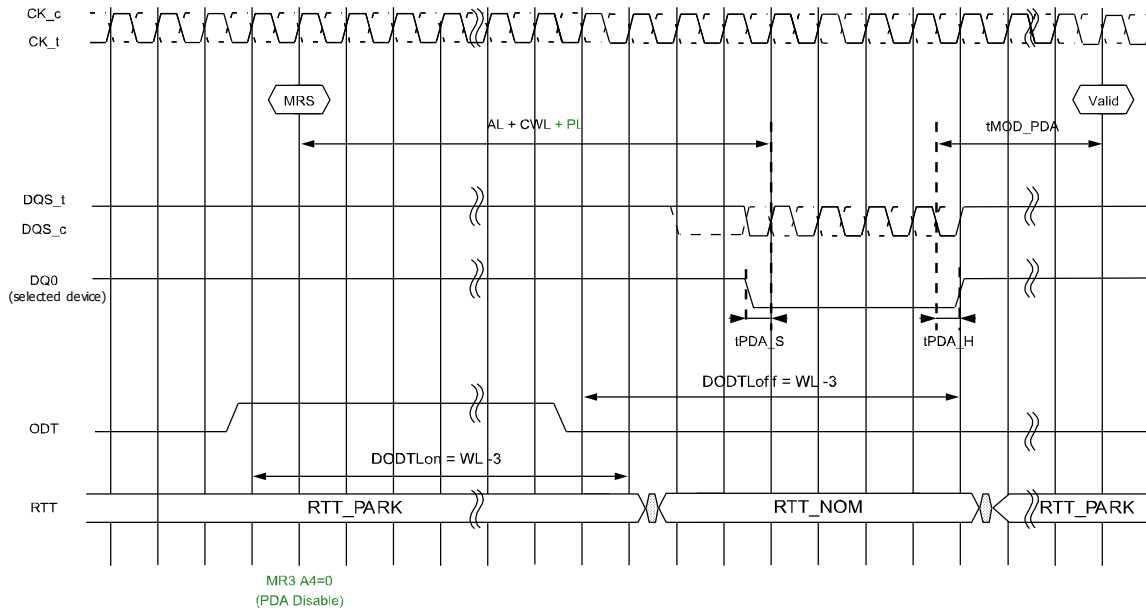 CK_c
CK_t
MRS
Valid
AL + CWL + PL
tMOD_PDA
DQS_t
DQS_c
DQ0
(selected device)
tPDA_S
tPDA_H
DODTLoff = WL -3
ODT
DODTLon = WL -3
RTT
RTT_PARK
RTT_NOM
RTT_PARK
MR3 A4=0
(PDA Disable)